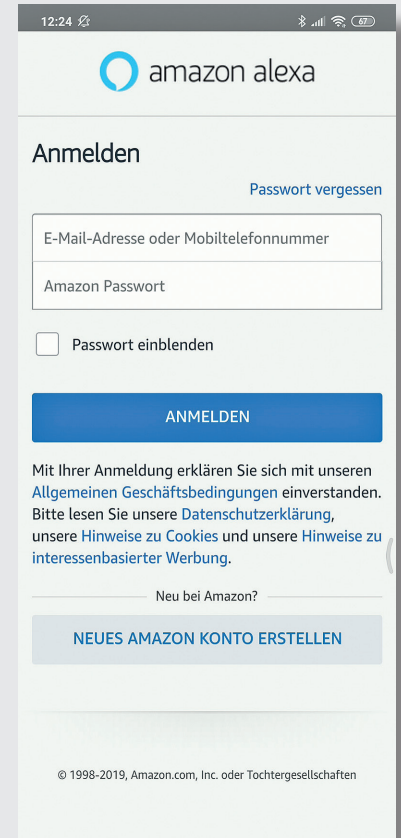 12:24
67
amazon alexa
Anmelden
Passwort vergessen
E-Mail-Adresse oder Mobiltelefonnummer
Amazon Passwort
Passwort einblenden
ANMELDEN
Mit Ihrer Anmeldung erklären Sie sich mit unseren
Allgemeinen Geschäftsbedingungen einverstanden.
Bitte lesen Sie unsere Datenschutzerklärung,
unsere Hinweise zu Cookies und unsere Hinweise zu
interessenbasierter Werbung.
Neu bei Amazon?
NEUES AMAZON KONTO ERSTELLEN
© 1998-2019, Amazon.com, Inc. oder Tochtergesellschaften